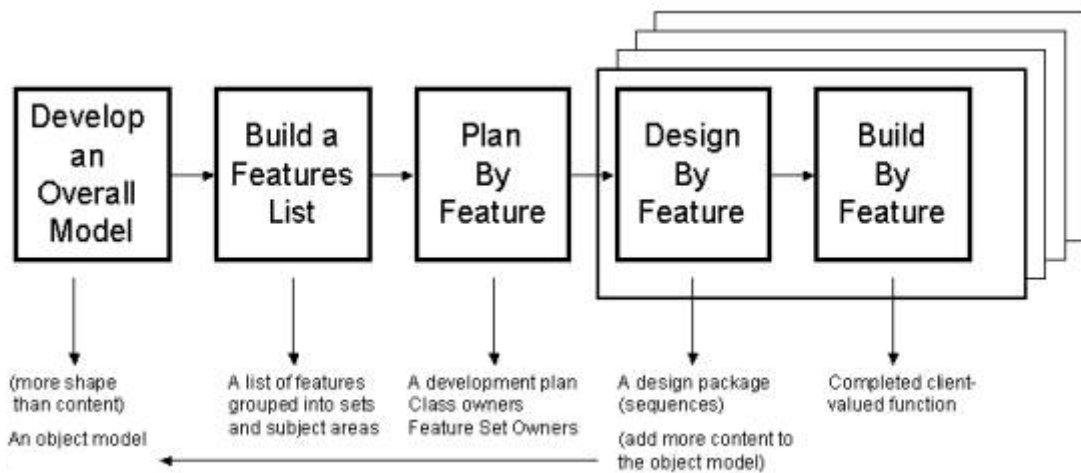 Develop
an
Overall
Model
Build a
Features
List
Plan
By
Feature
Design
By
Feature
Build
By
Feature
(more shape
than content)
An object model
A list of features
grouped into sets
and subject areas
A development plan
Class owners
Feature Set Owners
A design package
(sequences)
(add more content to
the object model)
Completed client-
valued function